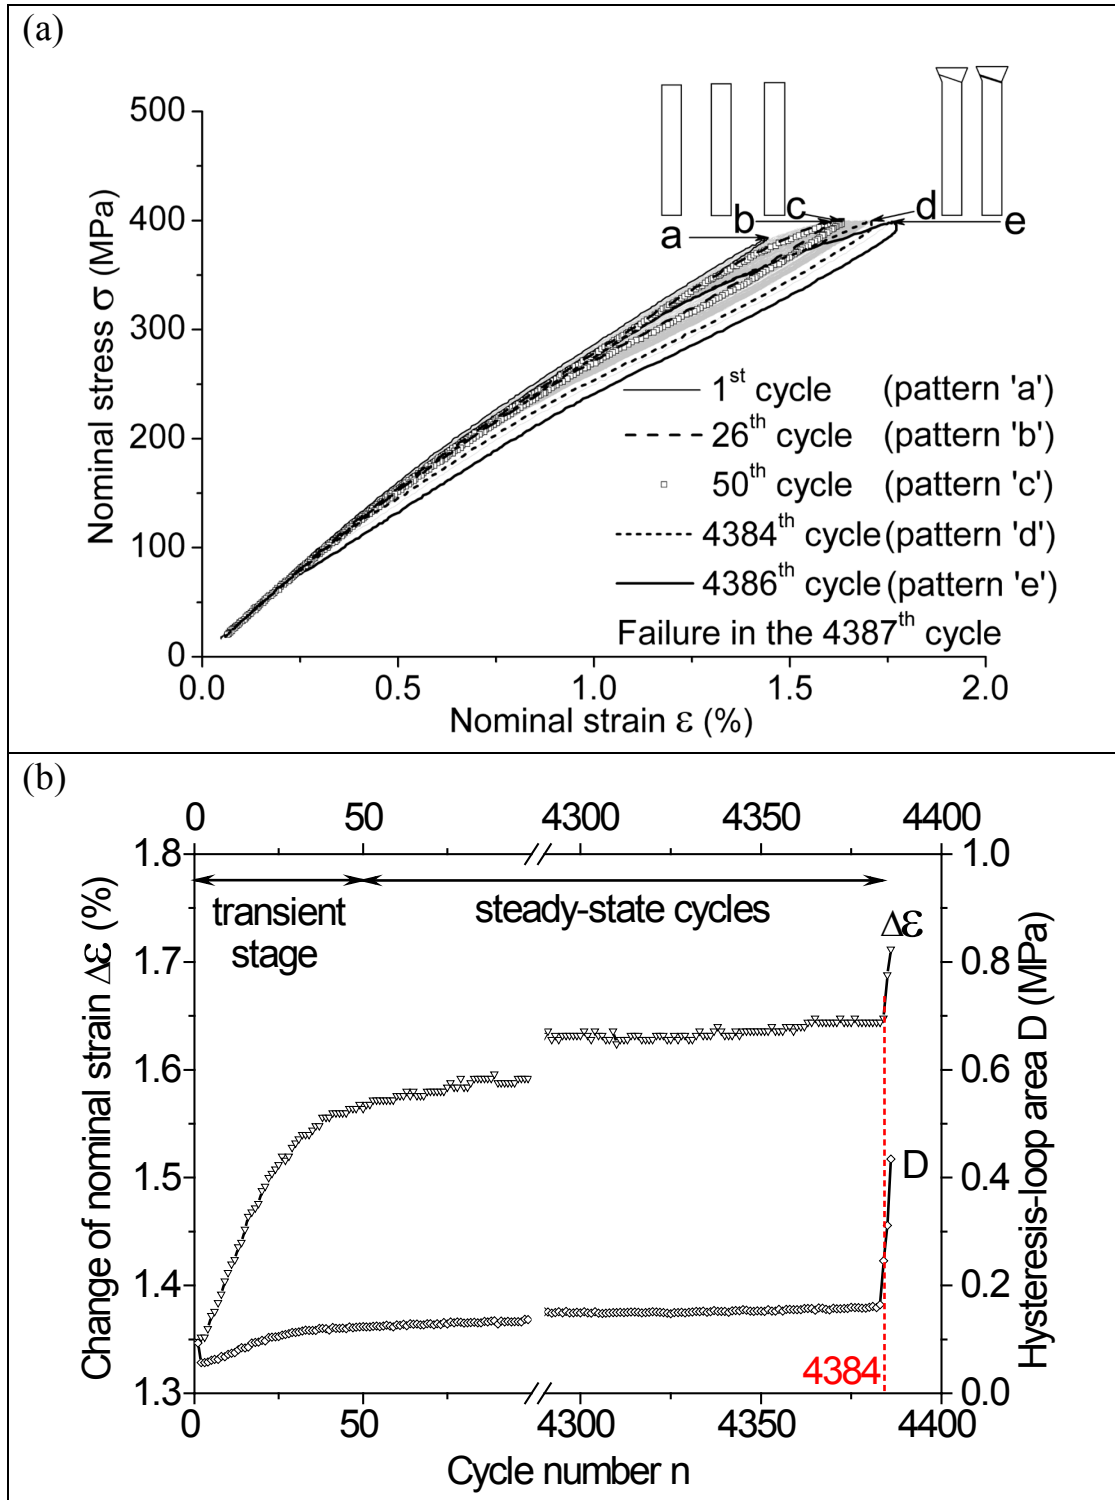 (a)
500
400
300
200
100
0
Nominal stress σ (MPa)
a
b
c
d
e
1st cycle (pattern 'a')
26th cycle (pattern 'b')
50th cycle (pattern 'c')
4384th cycle (pattern 'd')
4386th cycle (pattern 'e')
Failure in the 4387th cycle
0.0 0.5 1.0 1.5 2.0
Nominal strain ε (%)
(b)
0 50 4300 4350 4400
1.8
1.7
1.6
1.5
1.4
1.3
Change of nominal strain Δε (%)
transient
stage
steady-state cycles
Δε
D
4384
1.0
0.8
0.6
0.4
0.2
0.0
Hysteresis-loop area D (MPa)
0 50 4300 4350 4400
Cycle number n